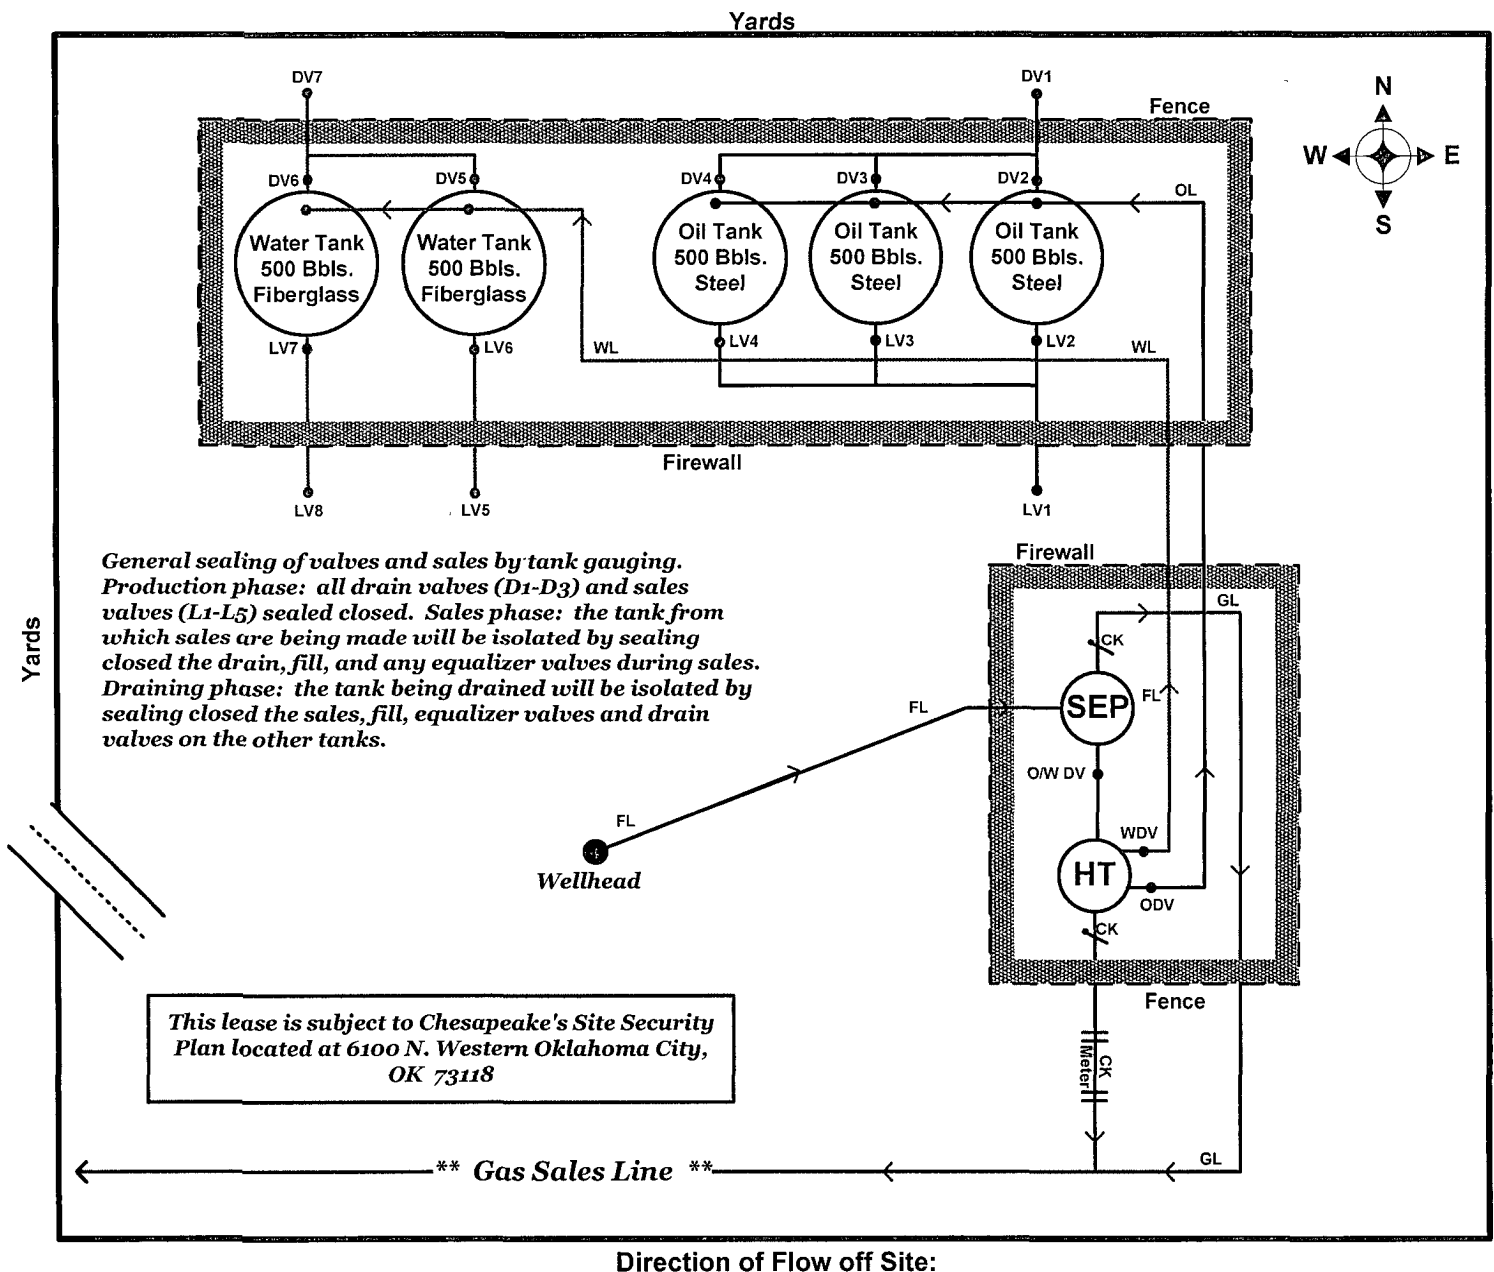 Yards
DV7
DV1
Fence
N
W E
S
DV6
DV5
DV4
DV3
DV2
OL
Water Tank
500 Bbls.
Fiberglass
Water Tank
500 Bbls.
Fiberglass
Oil Tank
500 Bbls.
Steel
Oil Tank
500 Bbls.
Steel
Oil Tank
500 Bbls.
Steel
LV7
LV6
WL
LV4
LV3
LV2
WL
Firewall
LV8
LV5
LV1
General sealing of valves and sales by tank gauging.
Production phase: all drain valves (D1-D3) and sales
valves (L1-L5) sealed closed. Sales phase: the tank from
which sales are being made will be isolated by sealing
closed the drain, fill, and any equalizer valves during sales.
Draining phase: the tank being drained will be isolated by
sealing closed the sales, fill, equalizer valves and drain
valves on the other tanks.
Yards
Firewall
GL
CK
SEP
FL
FL
O/W DV
FL
WDV
HT
ODV
CK
Wellhead
Fence
This lease is subject to Chesapeake's Site Security
Plan located at 6100 N. Western Oklahoma City,
OK 73118
CK
Meter
GL
** Gas Sales Line **
Direction of Flow off Site: